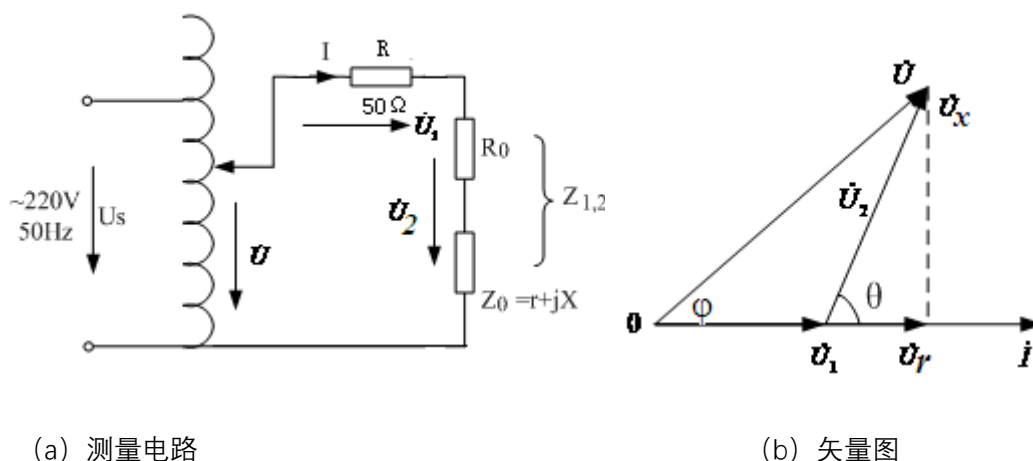 I
R
50Ω
U̇₁
R₀
~220V
50Hz
Us
U̇
U̇₂
Z₁,₂
Z₀ =r+jX
U̇
U̇ₓ
U̇₂
0
φ
θ
U̇₁
U̇r
İ
(a) 测量电路
(b) 矢量图